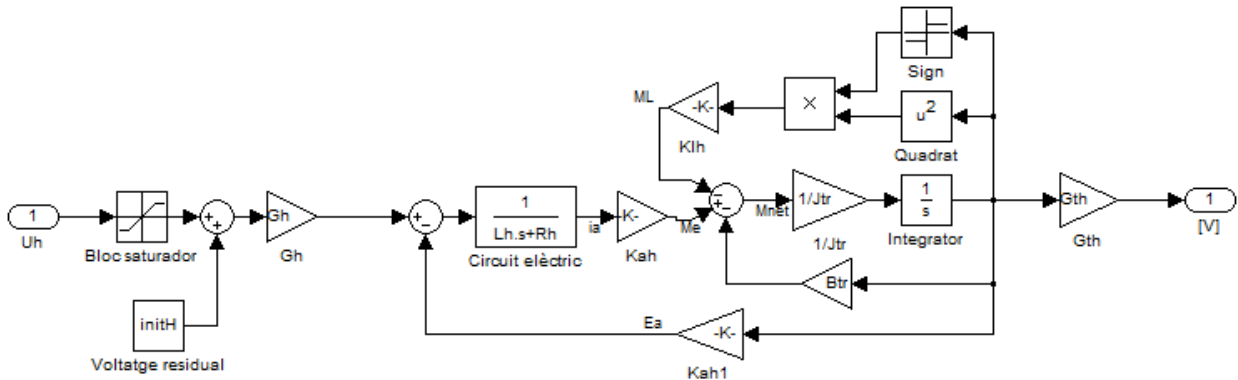 Sign
ML
-K-
×
u²
Klh
Quadrat
1
Uh
Bloc saturador
+
+
Gh
Gh
+
−
1
Lh.s+Rh
Circuit elèctric
ia
K-
Kah
Me
−
+
−
Mnet
1/Jtr
1/Jtr
1
s
Integrator
Gth
Gth
1
[V]
Btr
initH
Voltatge residual
Ea
-K-
Kah1